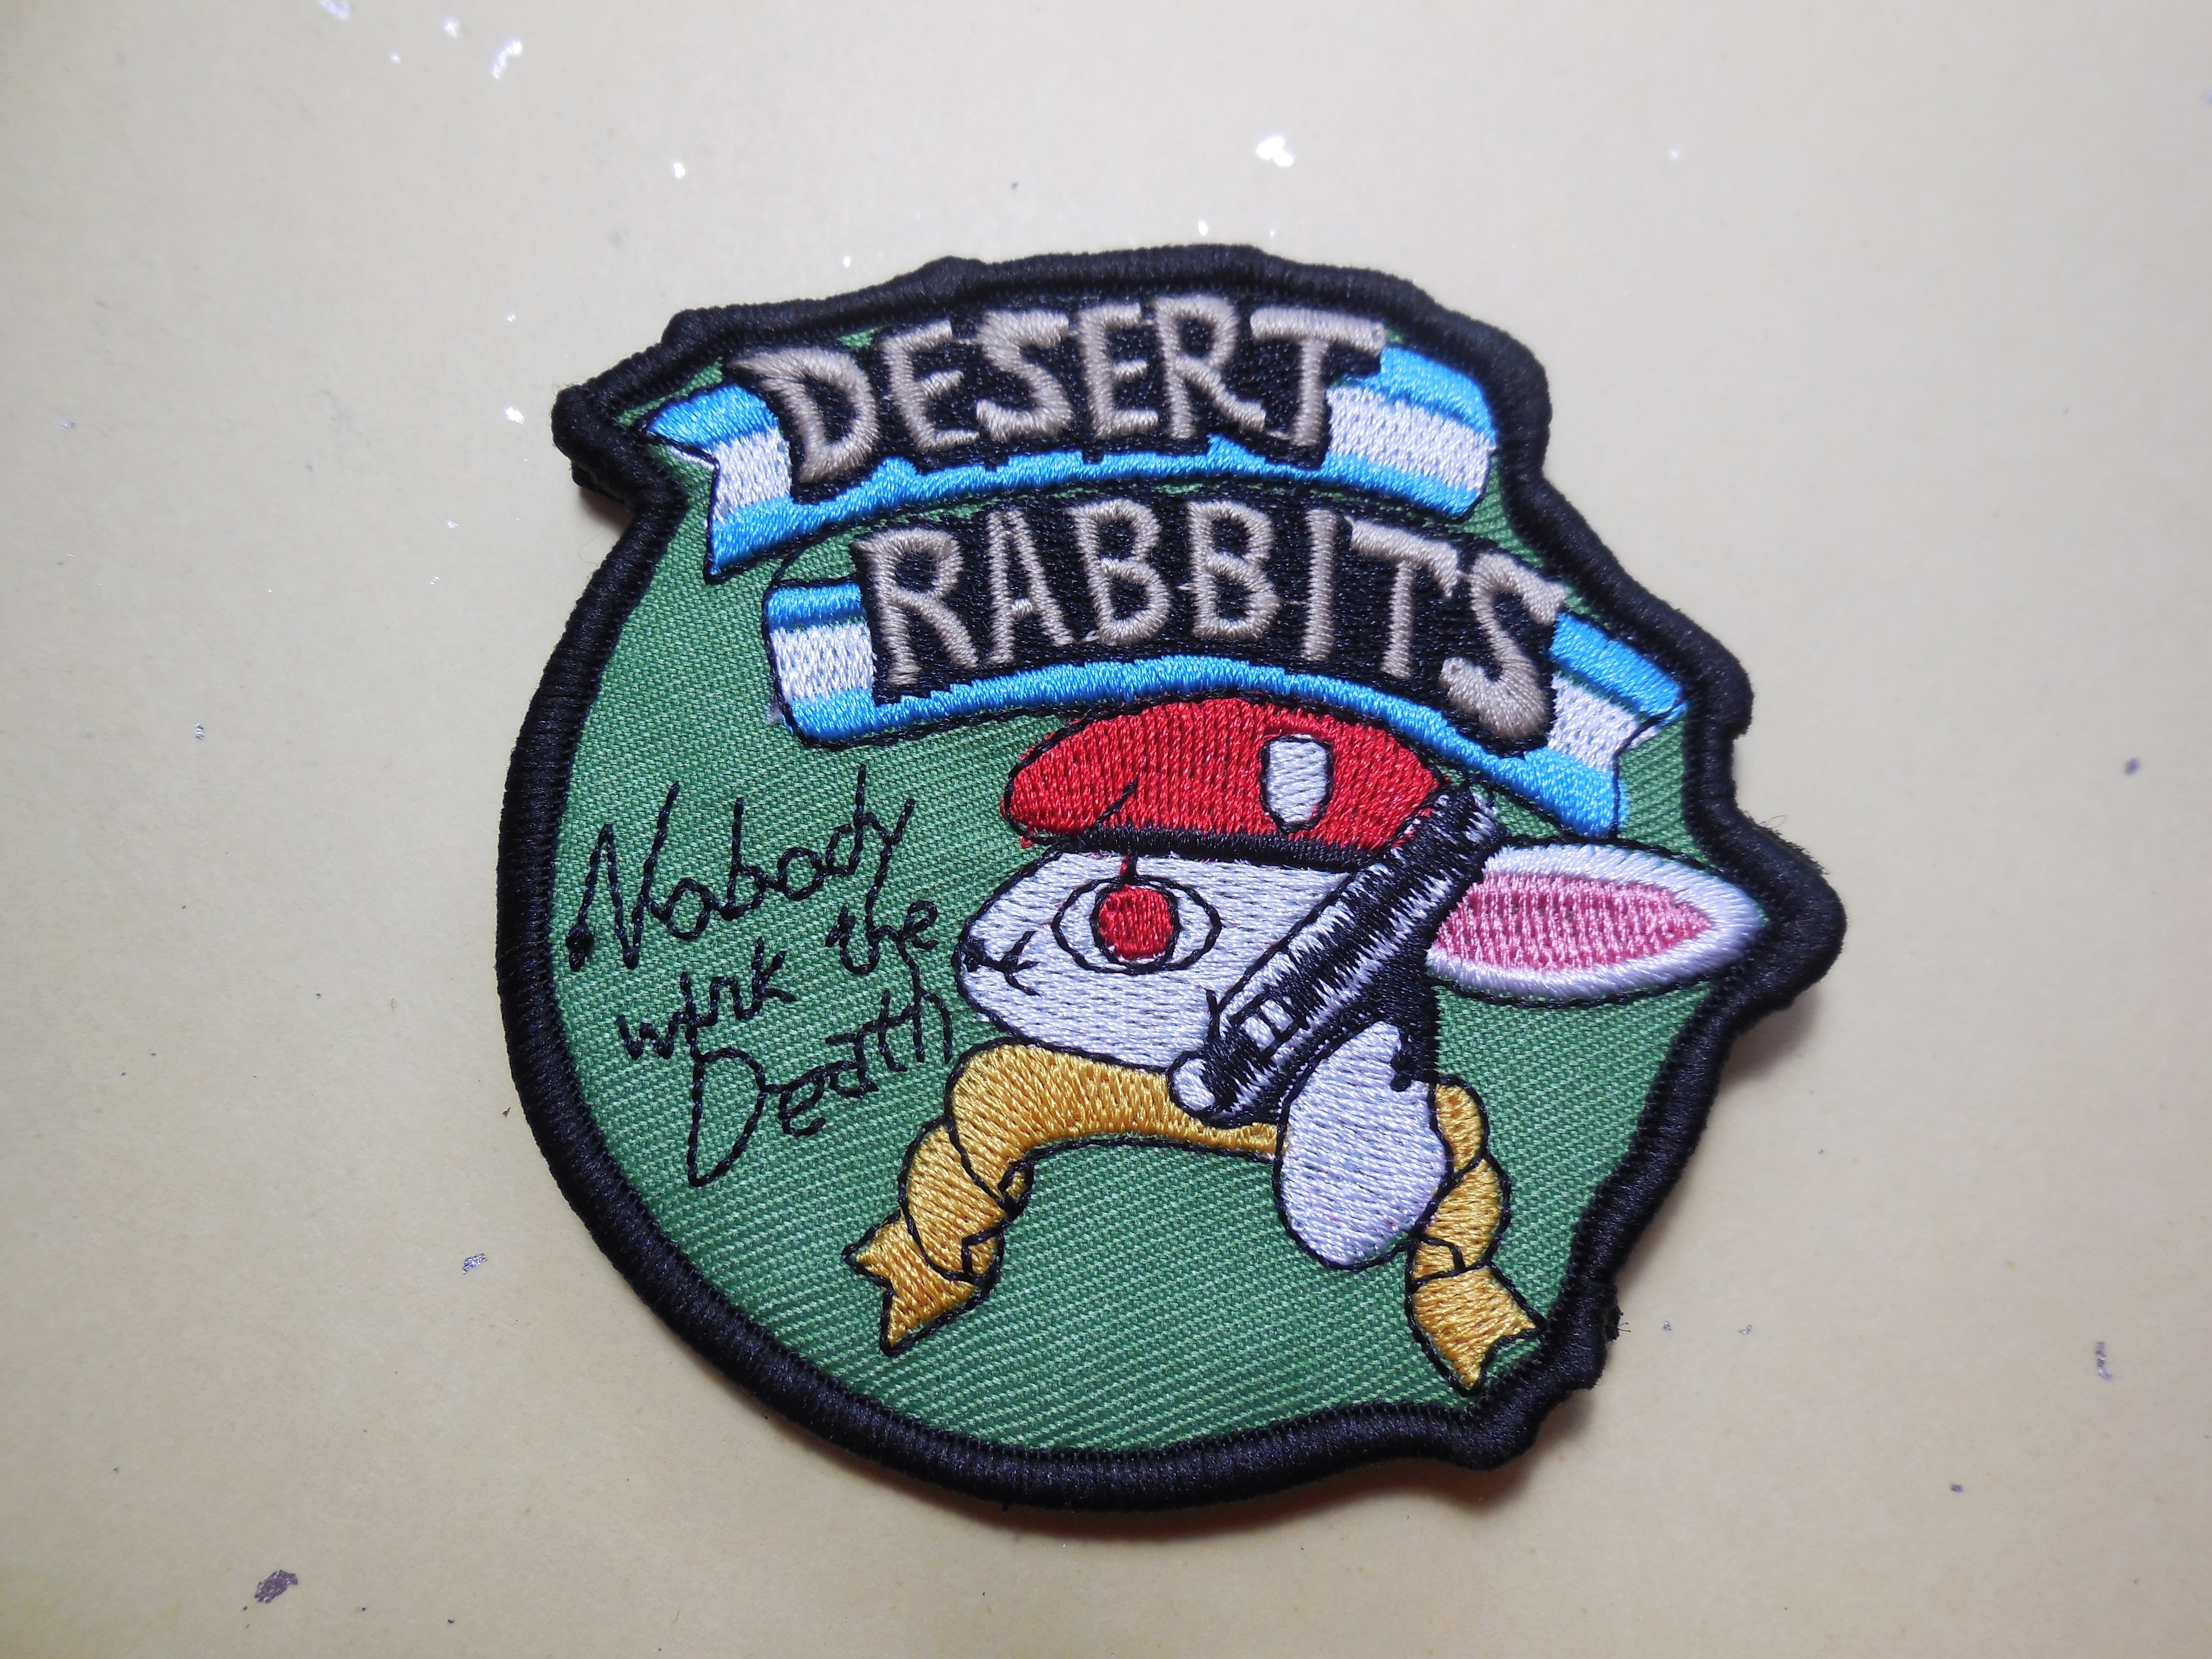 DESERT
RABBITS
Nobody
wink the
Death